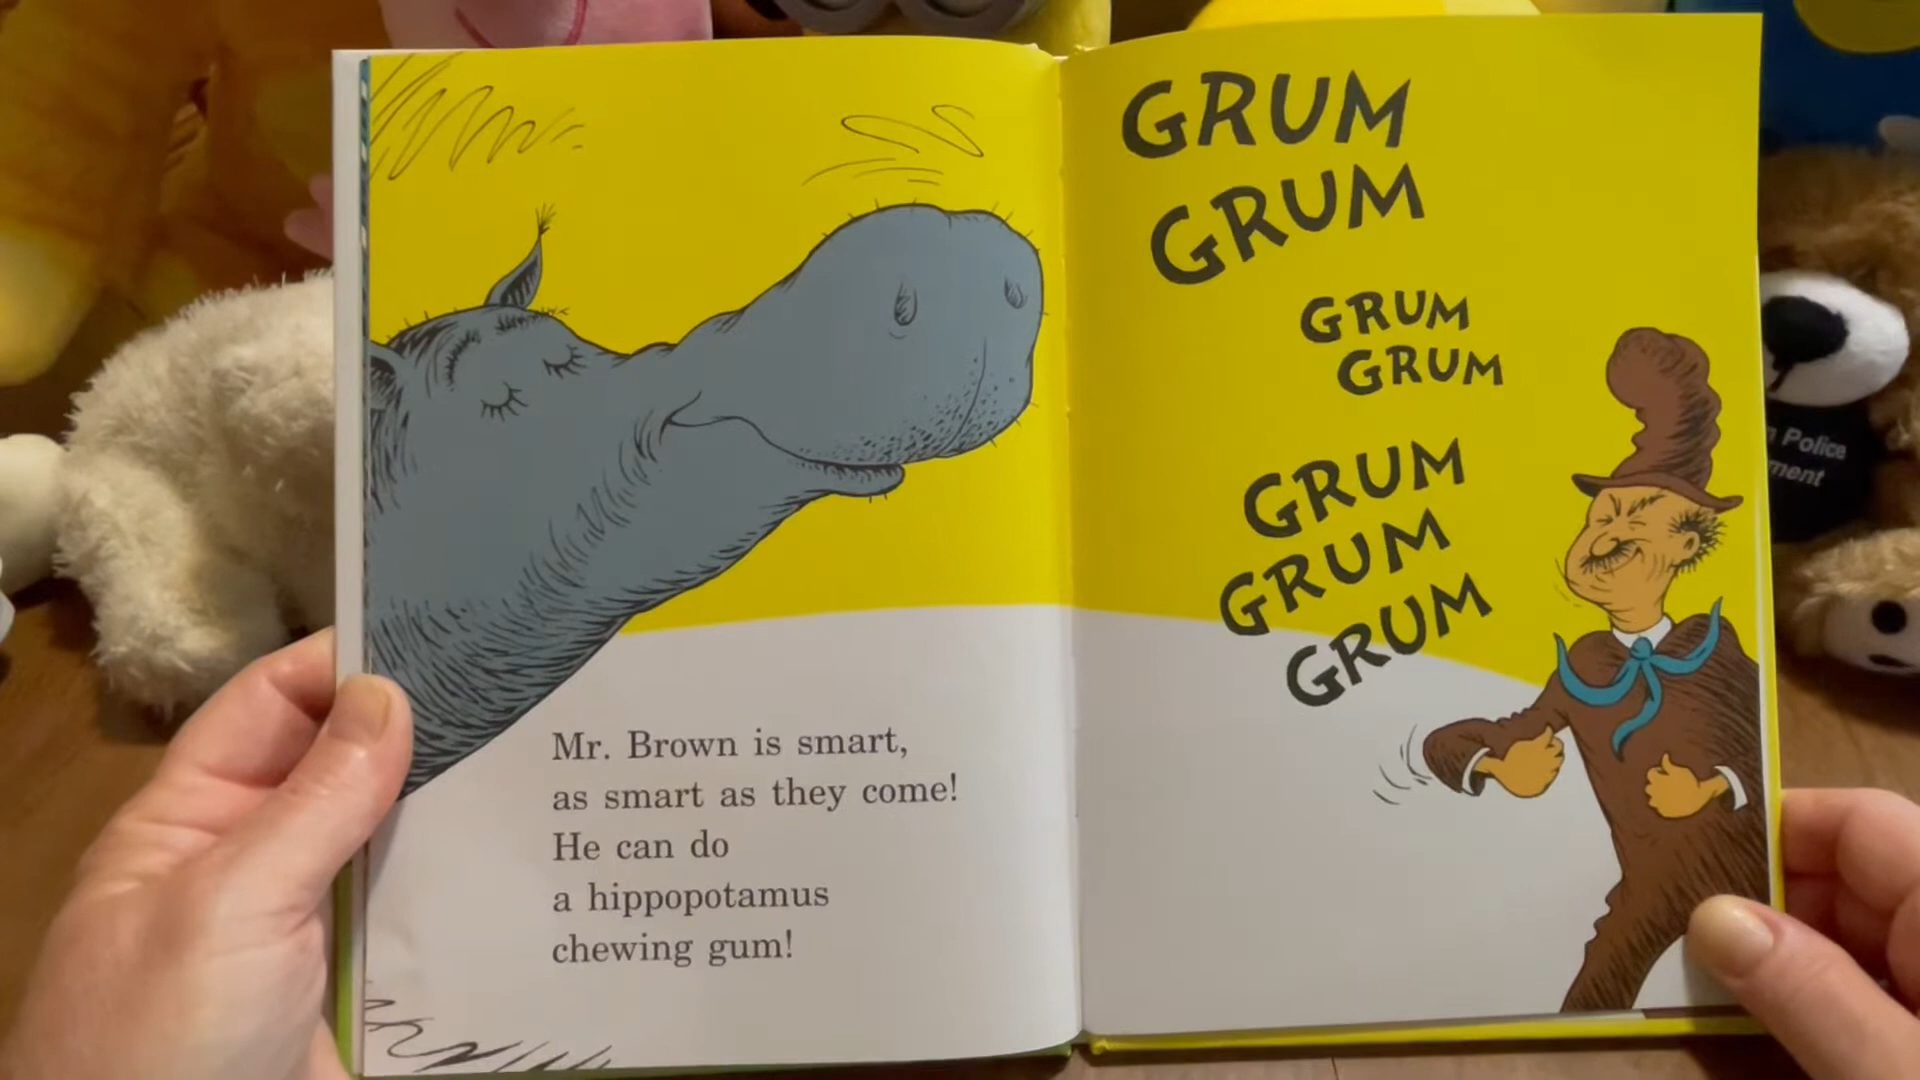 Mr. Brown is smart,
as smart as they come!
He can do
a hippopotamus
chewing gum!
GRUM
GRUM
GRUM
GRUM
GRUM
GRUM
GRUM
Police